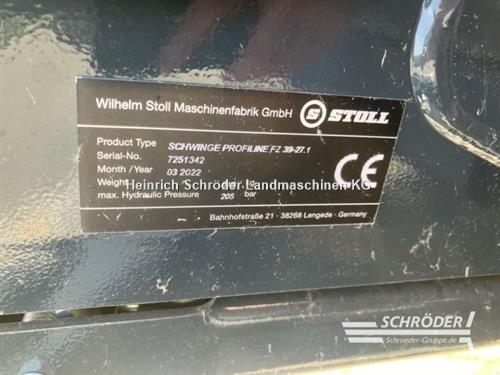 Wilhelm Stoll Maschinenfabrik GmbH
S STOLL
Product Type SCHWINGE PROFILINE FZ 39-27.1
Serial-No. 7251342
Month / Year 03 2022
Weight
Heinrich Schröder Landmaschinen KG
max. Hydraulic Pressure 205 bar
CE
Bahnhofstraße 21 · 38268 Lengede · Germany
SCHRÖDER
Schroeder-Gruppe.de